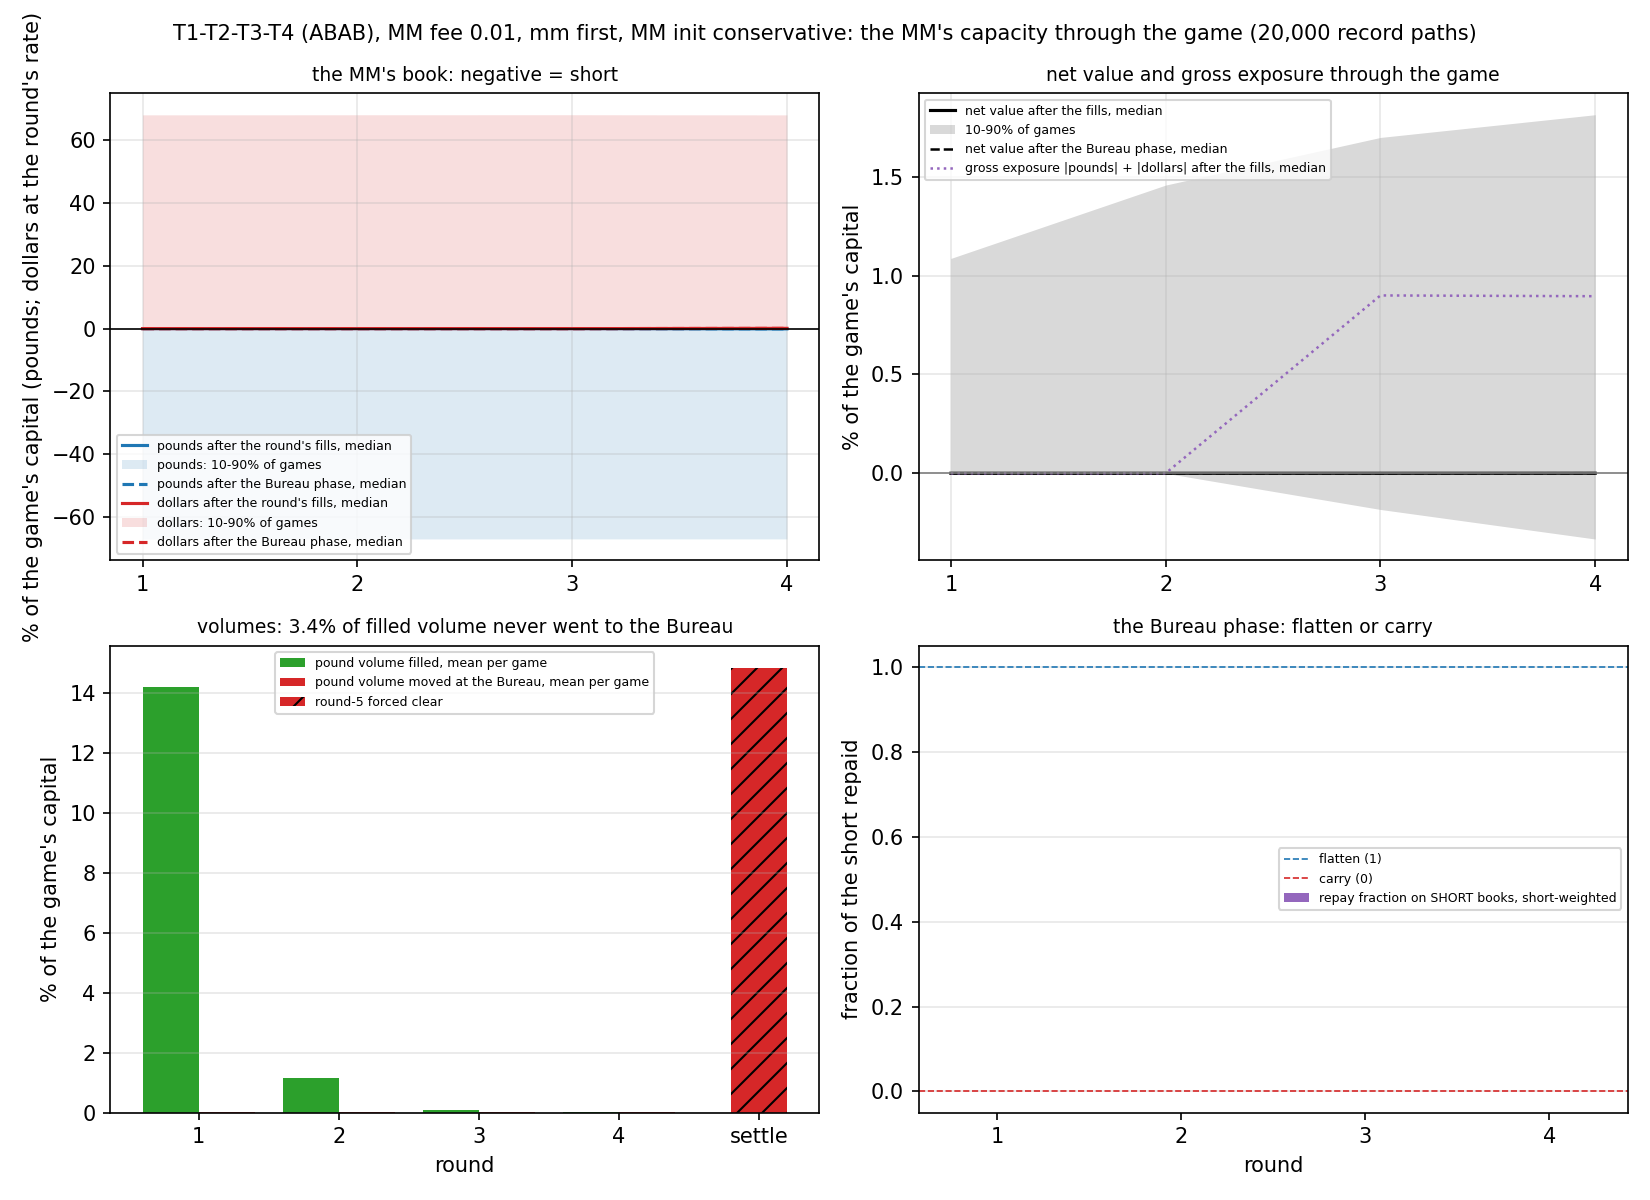 T1-T2-T3-T4 (ABAB), MM fee 0.01, mm first, MM init conservative: the MM's capacity through the game (20,000 record paths)
the MM's book: negative = short
% of the game's capital (pounds; dollars at the round's rate)
60
40
20
0
−20
−40
−60
pounds after the round's fills, median
pounds: 10-90% of games
pounds after the Bureau phase, median
dollars after the round's fills, median
dollars: 10-90% of games
dollars after the Bureau phase, median
1
2
3
4
net value and gross exposure through the game
% of the game's capital
1.5
1.0
0.5
0.0
net value after the fills, median
10-90% of games
net value after the Bureau phase, median
gross exposure |pounds| + |dollars| after the fills, median
1
2
3
4
volumes: 3.4% of filled volume never went to the Bureau
% of the game's capital
14
12
10
8
6
4
2
0
pound volume filled, mean per game
pound volume moved at the Bureau, mean per game
round-5 forced clear
1
2
3
4
settle
round
the Bureau phase: flatten or carry
fraction of the short repaid
1.0
0.8
0.6
0.4
0.2
0.0
flatten (1)
carry (0)
repay fraction on SHORT books, short-weighted
1
2
3
4
round